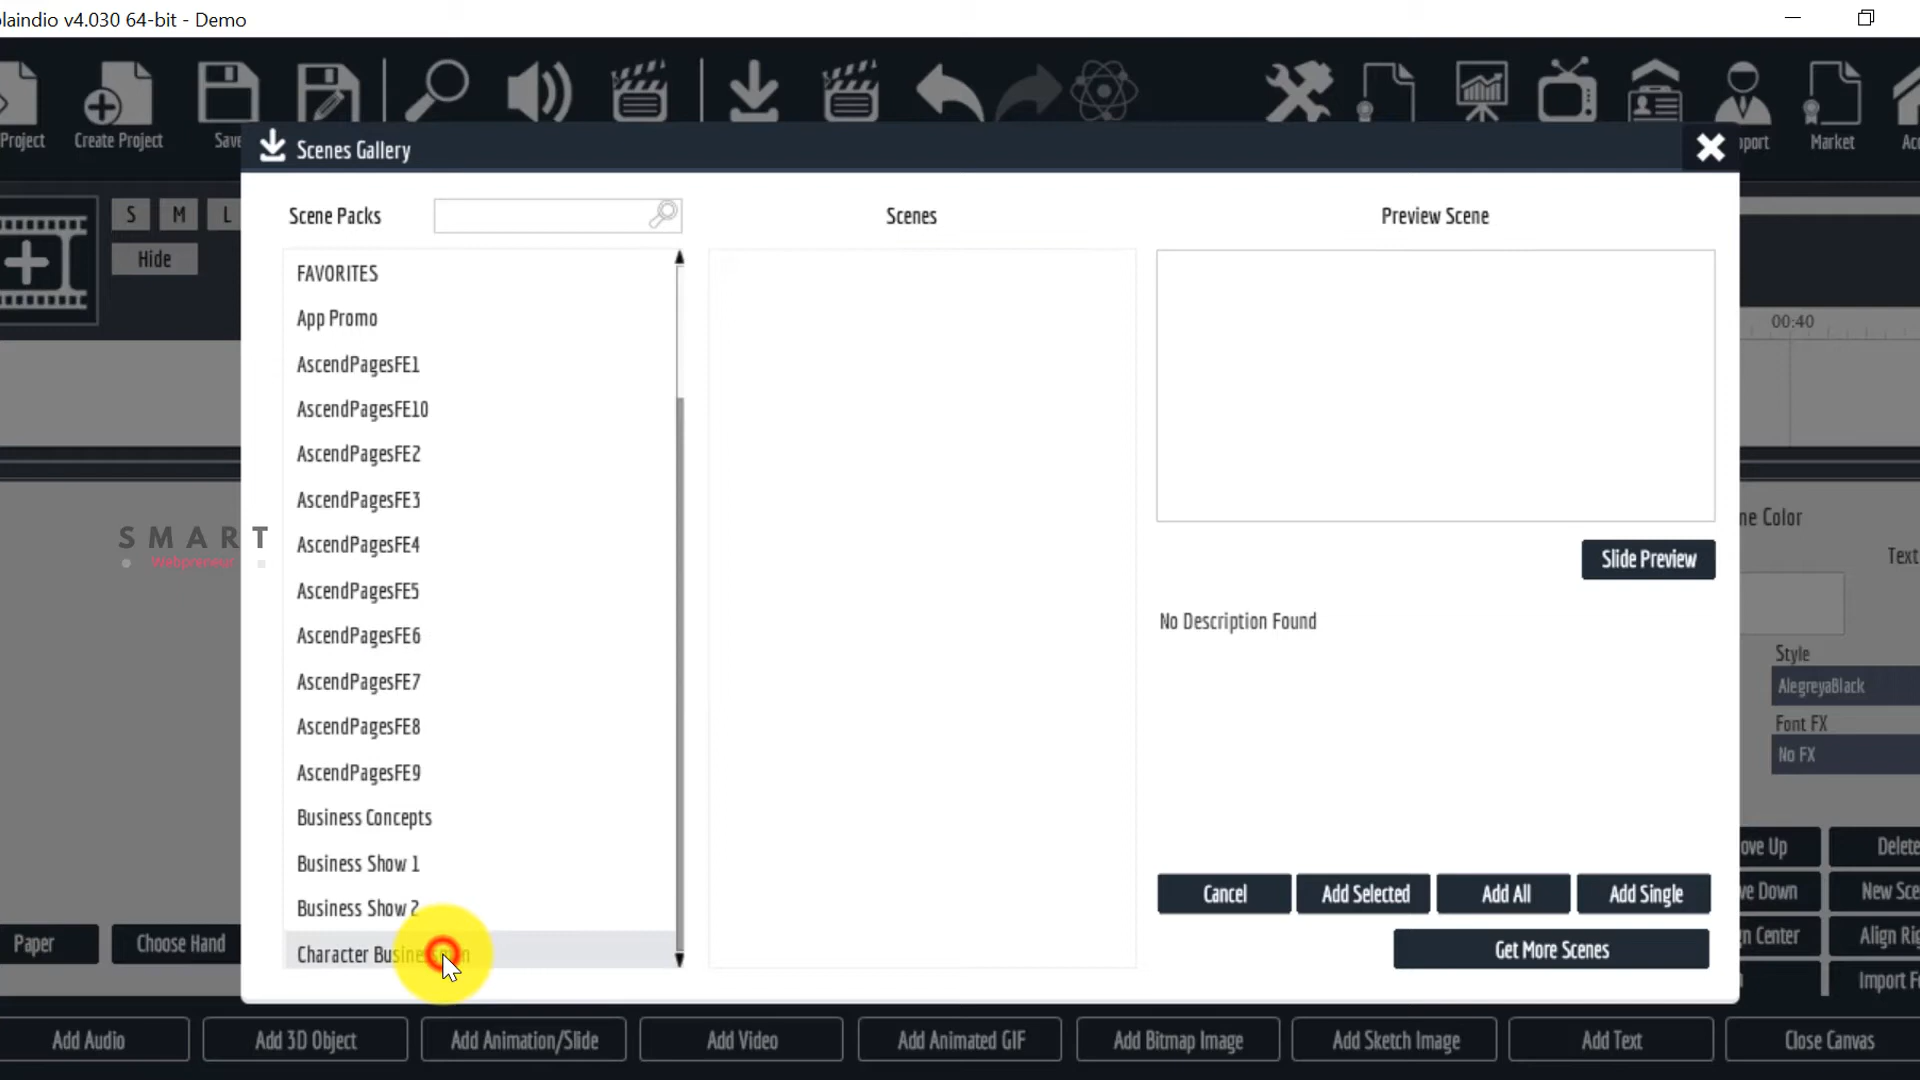 laindio v4.030 64-bit - Demo
Project
Create Project
Save
port
Market
Scenes Gallery
S M L
Hide
Scene Packs
Scenes
Preview Scene
FAVORITES
App Promo
AscendPagesFE1
AscendPagesFE10
AscendPagesFE2
AscendPagesFE3
AscendPagesFE4
AscendPagesFE5
AscendPagesFE6
AscendPagesFE7
AscendPagesFE8
AscendPagesFE9
Business Concepts
Business Show 1
Business Show 2
Character
00:40
Slide Preview
No Description Found
Cancel
Add Selected
Add All
Add Single
Get More Scenes
SMART
Webpreneur
ne Color
Text
Style
AlegreyaBlack
Font FX
No FX
ove Up
Delete
ve Down
New Sce
n Center
Align Rig
Import F
Paper
Choose Hand
Add Audio
Add 3D Object
Add Animation/Slide
Add Video
Add Animated GIF
Add Bitmap Image
Add Sketch Image
Add Text
Close Canvas